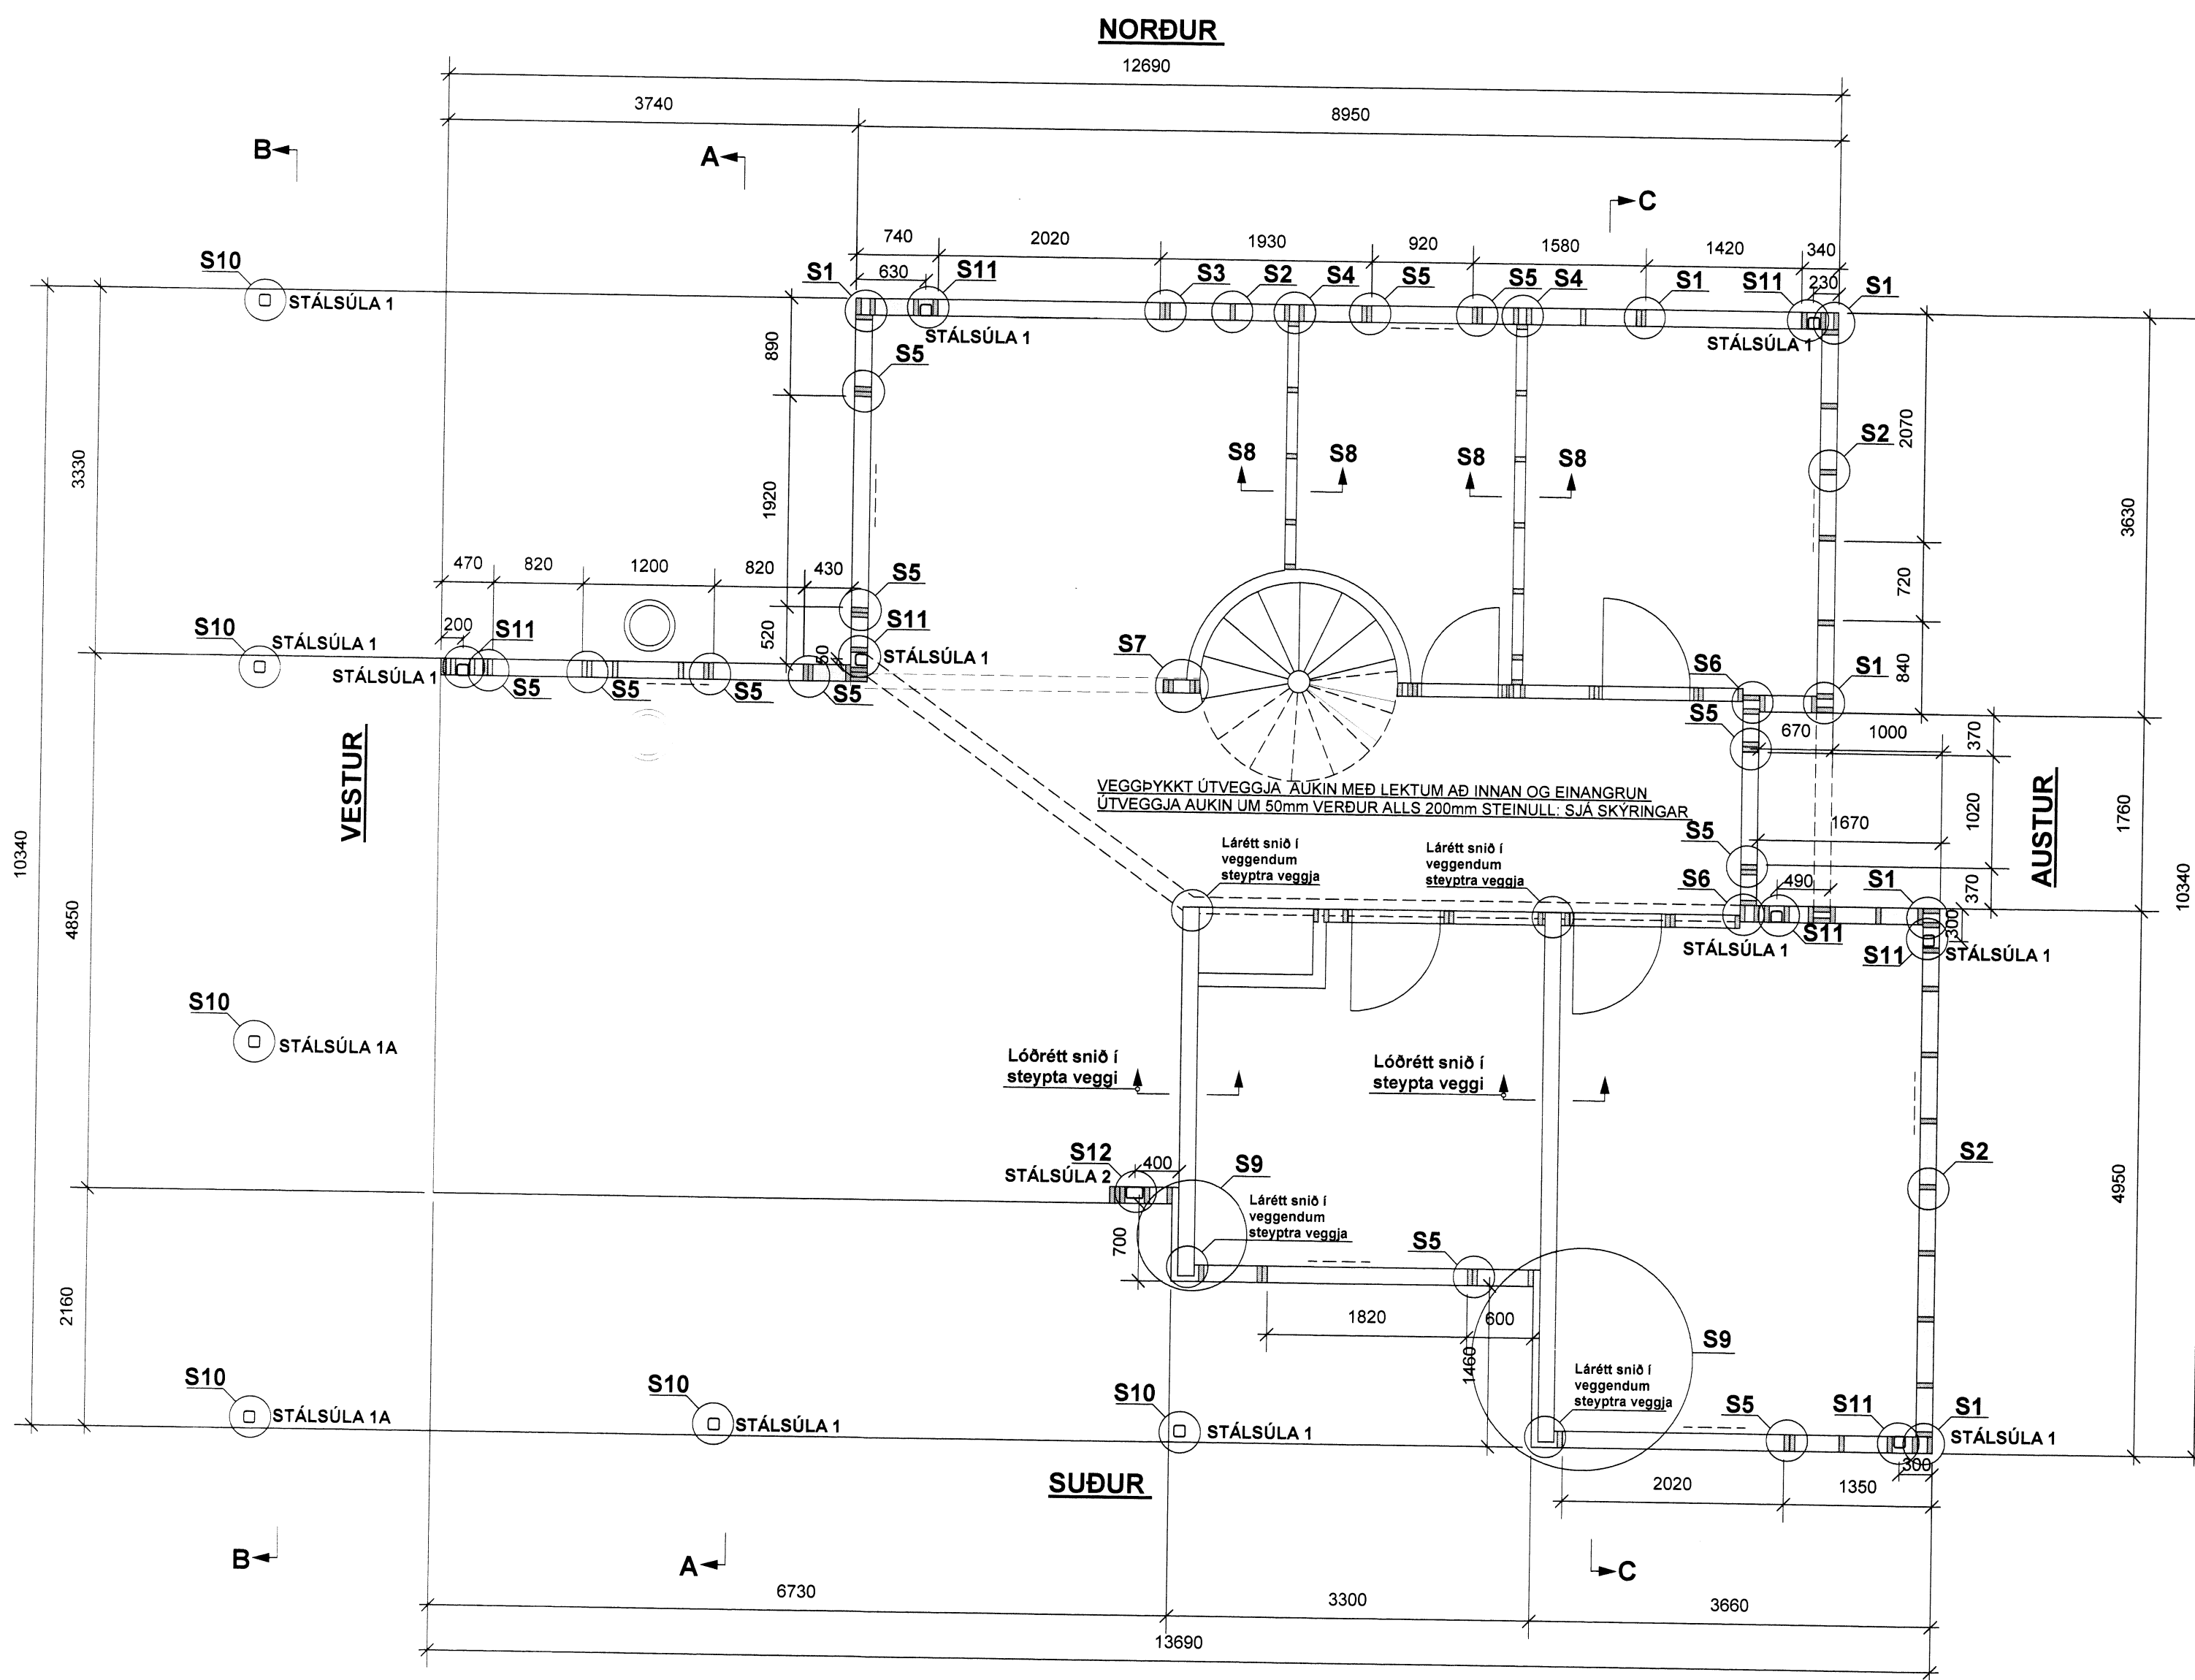 NORÐUR
12690
3740
8950
B
A
C
740
2020
1930
920
1580
1420
340
S10
STÁLSÚLA 1
S1
630
S11
STÁLSÚLA 1
S3
S2
S4
S5
S5
S4
S1
S11
230
S1
STÁLSÚLA 1
890
S5
3330
1920
S8
S8
S8
S8
2070
S2
3630
720
840
470
820
1200
820
430
S5
520
60
S11
STÁLSÚLA 1
200
S11
S10
STÁLSÚLA 1
STÁLSÚLA 1
S5
S5
S5
S5
S7
S6
S1
S5
670
1000
370
VESTUR
VEGGÞYKKT ÚTVEGGJA AUKIN MEÐ LEKTUM AÐ INNAN OG EINANGRUN
ÚTVEGGJA AUKIN UM 50mm VERÐUR ALLS 200mm STEINULL: SJÁ SKÝRINGAR
1020
1760
AUSTUR
10340
1670
S5
Lárétt snið í
veggendum
steyptra veggja
Lárétt snið í
veggendum
steyptra veggja
S6
490
S1
370
300
10340
4850
STÁLSÚLA 1
S11
S11
STÁLSÚLA 1
S10
STÁLSÚLA 1A
Lóðrétt snið í
steypta veggi
Lóðrétt snið í
steypta veggi
S12
STÁLSÚLA 2
400
S9
S2
4950
Lárétt snið í
veggendum
steyptra veggja
700
S5
2160
1820
600
1460
S9
S10
STÁLSÚLA 1A
S10
STÁLSÚLA 1
S10
STÁLSÚLA 1
Lárétt snið í
veggendum
steyptra veggja
S5
S11
S1
STÁLSÚLA 1
300
SUÐUR
2020
1350
B
A
C
6730
3300
3660
13690